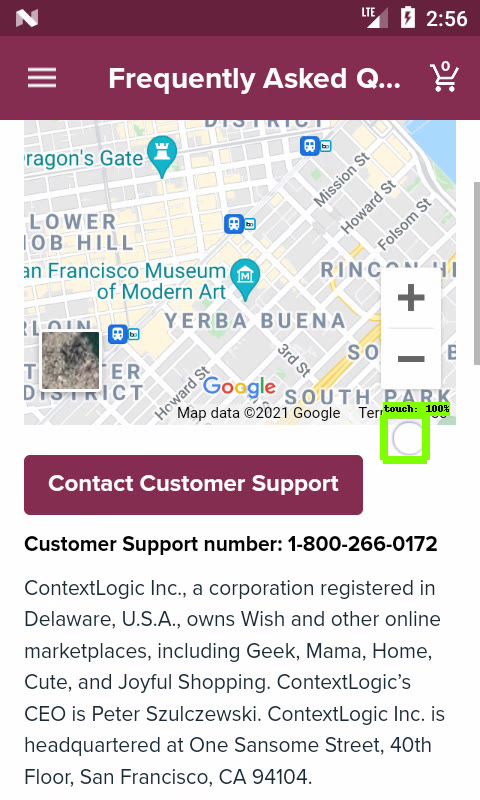 LTE 2:56
Frequently Asked Q... 0
DISTRICT
ragon's Gate
Mission St
Howard St
Folsom St
LOWER
OB HILL
an Francisco Museum
of Modern Art
RINCON HI
YERBA BUENA
3rd St
Howard St
SOUTH PARK
DISTRICT
Google
Map data ©2021 Google
touch: 100%
Contact Customer Support
Customer Support number: 1-800-266-0172
ContextLogic Inc., a corporation registered in
Delaware, U.S.A., owns Wish and other online
marketplaces, including Geek, Mama, Home,
Cute, and Joyful Shopping. ContextLogic’s
CEO is Peter Szulczewski. ContextLogic Inc. is
headquartered at One Sansome Street, 40th
Floor, San Francisco, CA 94104.